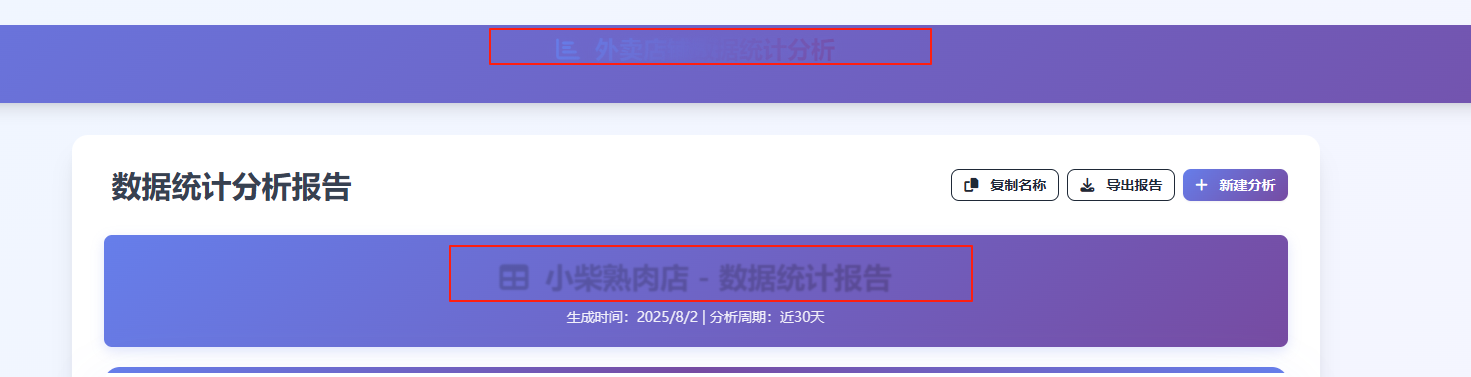 外卖店铺数据统计分析
数据统计分析报告
复制名称
导出报告
新建分析
小柴熟肉店 - 数据统计报告
生成时间：2025/8/2 | 分析周期：近30天